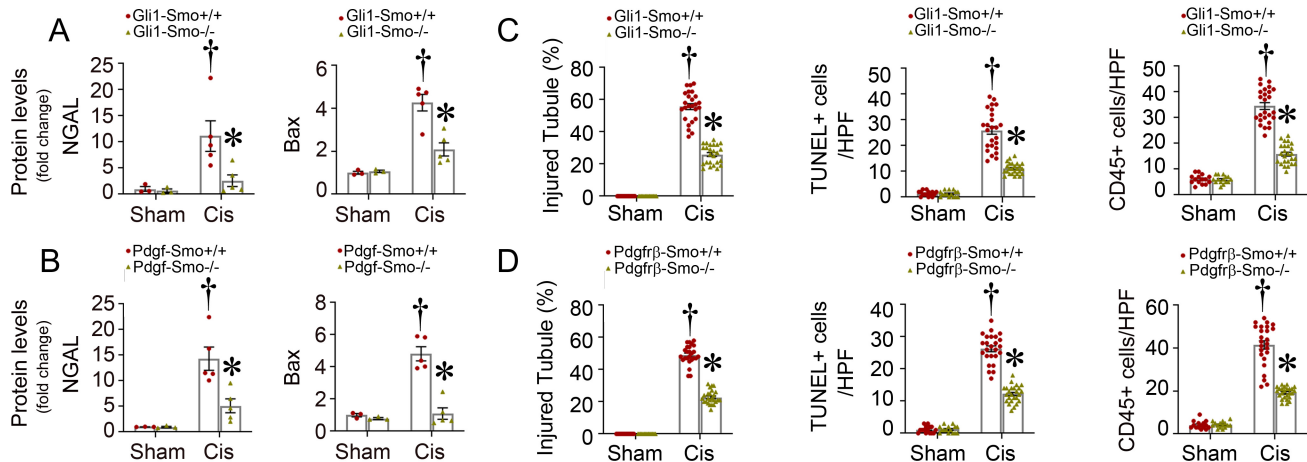 A
Gli1-Smo+/+
Gli1-Smo-/-
Protein levels
(fold change)
NGAL
25
20
15
10
5
0
†
*
Sham Cis
Gli1-Smo+/+
Gli1-Smo-/-
Bax
6
4
2
0
†
*
Sham Cis
C
Gli1-Smo+/+
Gli1-Smo-/-
Injured Tubule (%)
80
60
40
20
0
†
*
Sham Cis
Gli1-Smo+/+
Gli1-Smo-/-
TUNEL+ cells
/HPF
50
40
30
20
10
0
†
*
Sham Cis
Gli1-Smo+/+
Gli1-Smo-/-
CD45+ cells/HPF
50
40
30
20
10
0
†
*
Sham Cis
B
Pdgf-Smo+/+
Pdgf-Smo-/-
Protein levels
(fold change)
NGAL
25
20
15
10
5
0
†
*
Sham Cis
Pdgf-Smo+/+
Pdgf-Smo-/-
Bax
8
6
4
2
0
†
*
Sham Cis
D
Pdgfrβ-Smo+/+
Pdgfrβ-Smo-/-
Injured Tubule (%)
80
60
40
20
0
†
*
Sham Cis
Pdgfrβ-Smo+/+
Pdgfrβ-Smo-/-
TUNEL+ cells
/HPF
40
30
20
10
0
†
*
Sham Cis
Pdgfrβ-Smo+/+
Pdgfrβ-Smo-/-
CD45+ cells/HPF
60
40
20
0
†
*
Sham Cis